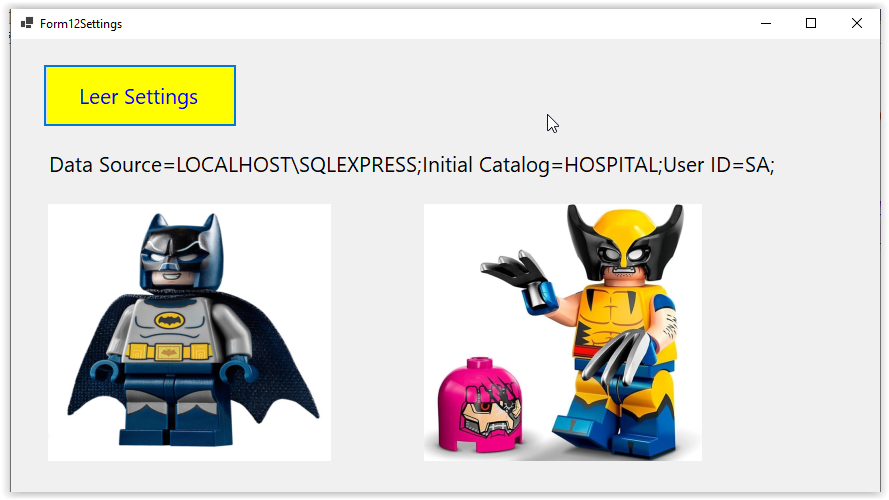 Form12Settings
Leer Settings
Data Source=LOCALHOST\SQLEXPRESS;Initial Catalog=HOSPITAL;User ID=SA;